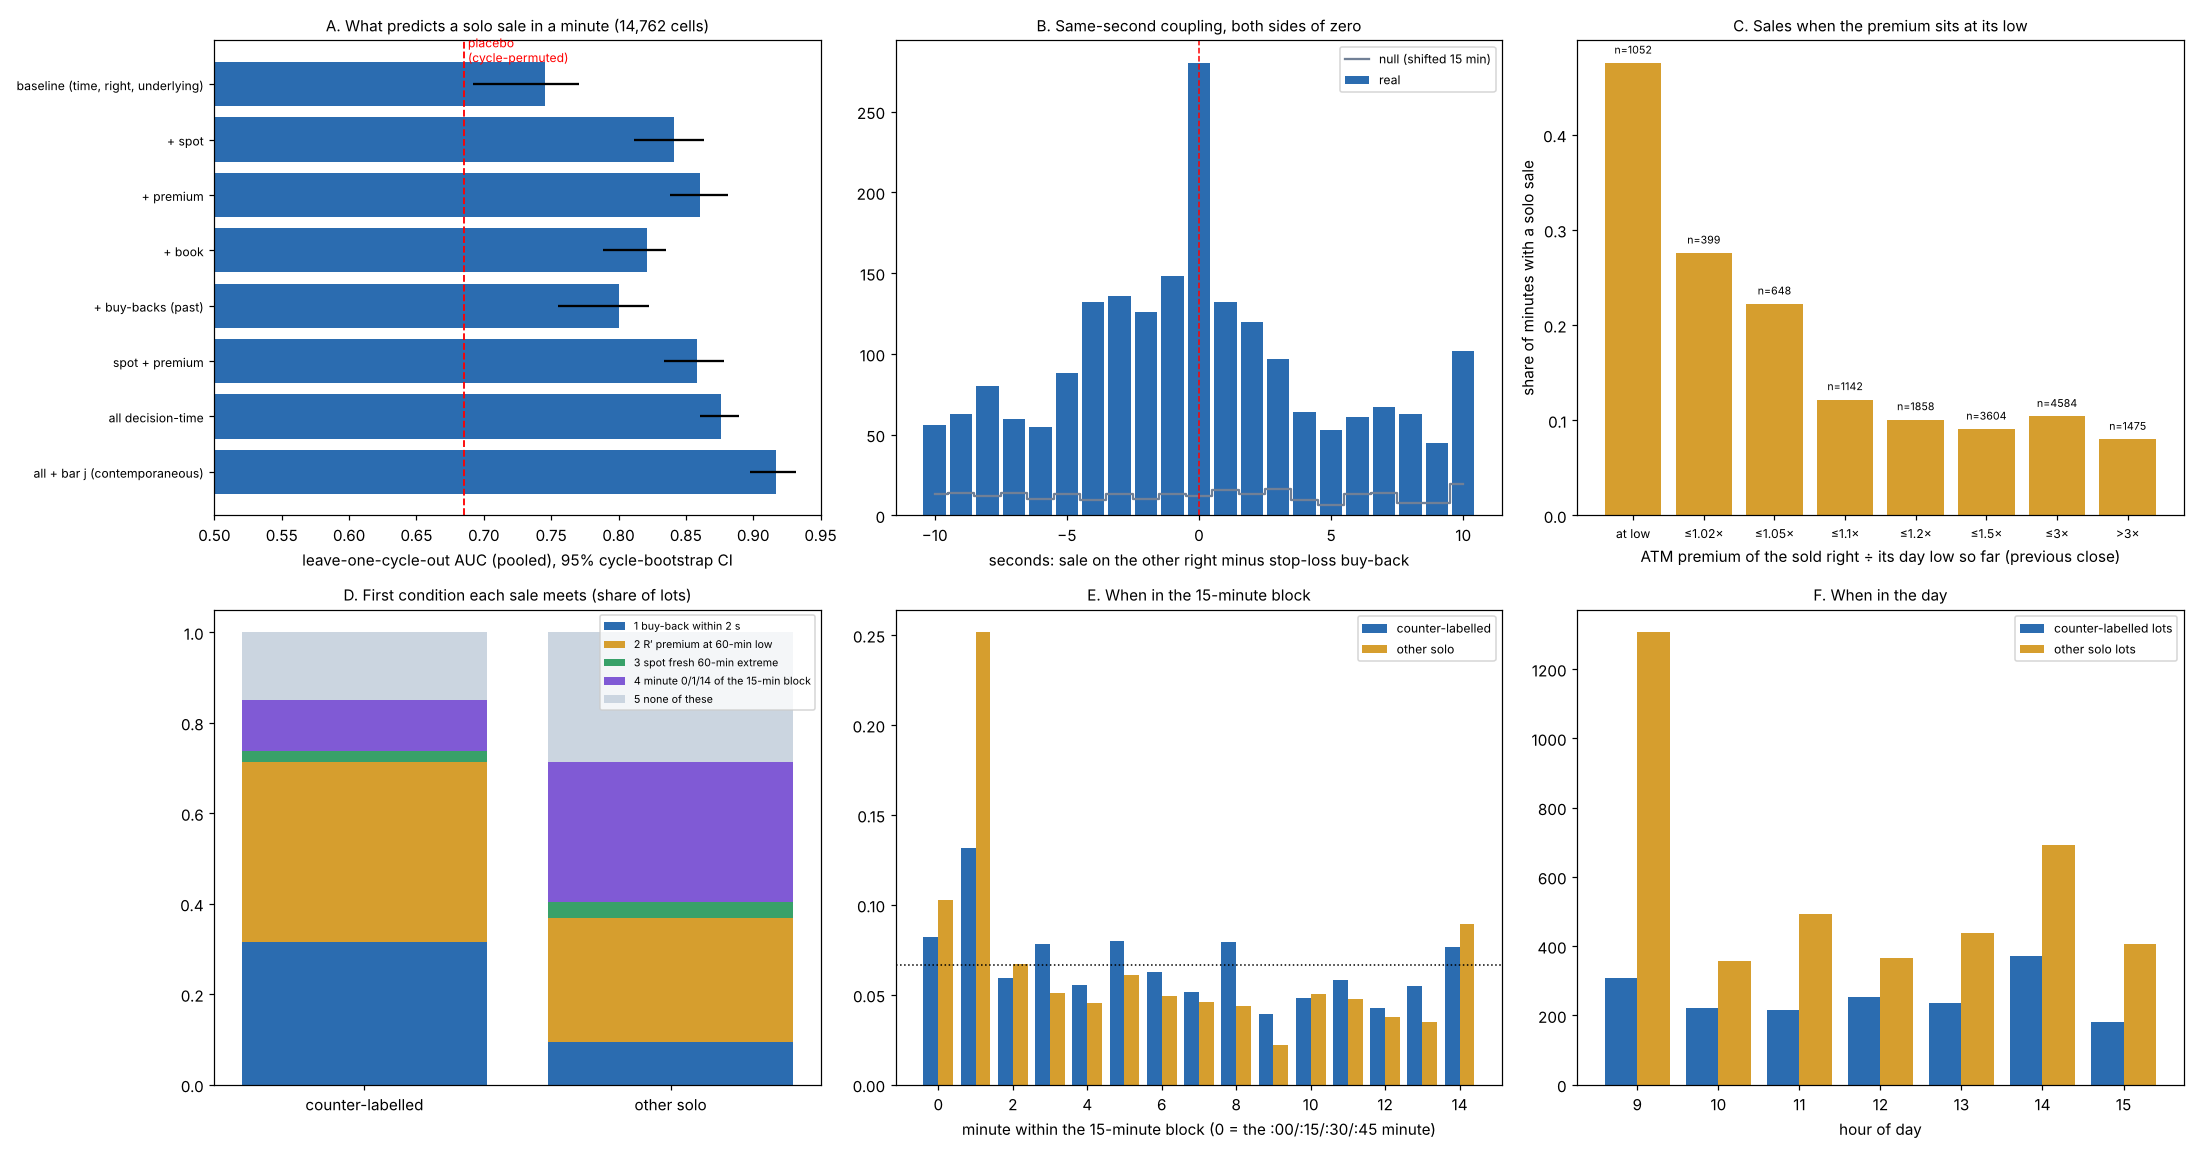 A. What predicts a solo sale in a minute (14,762 cells)
placebo
(cycle-permuted)
baseline (time, right, underlying)
+ spot
+ premium
+ book
+ buy-backs (past)
spot + premium
all decision-time
all + bar j (contemporaneous)
0.50 0.55 0.60 0.65 0.70 0.75 0.80 0.85 0.90 0.95
leave-one-cycle-out AUC (pooled), 95% cycle-bootstrap CI
B. Same-second coupling, both sides of zero
null (shifted 15 min)
real
250
200
150
100
50
0
−10 −5 0 5 10
seconds: sale on the other right minus stop-loss buy-back
C. Sales when the premium sits at its low
share of minutes with a solo sale
0.4
0.3
0.2
0.1
0.0
n=1052
n=399
n=648
n=1142
n=1858
n=3604
n=4584
n=1475
at low ≤1.02× ≤1.05× ≤1.1× ≤1.2× ≤1.5× ≤3× >3×
ATM premium of the sold right ÷ its day low so far (previous close)
D. First condition each sale meets (share of lots)
1 buy-back within 2 s
2 R' premium at 60-min low
3 spot fresh 60-min extreme
4 minute 0/1/14 of the 15-min block
5 none of these
1.0
0.8
0.6
0.4
0.2
0.0
counter-labelled other solo
E. When in the 15-minute block
counter-labelled
other solo
0.25
0.20
0.15
0.10
0.05
0.00
0 2 4 6 8 10 12 14
minute within the 15-minute block (0 = the :00/:15/:30/:45 minute)
F. When in the day
counter-labelled lots
other solo lots
1200
1000
800
600
400
200
0
9 10 11 12 13 14 15
hour of day